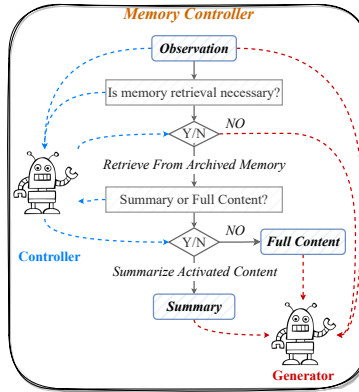 Memory Controller
Observation
Is memory retrieval necessary?
Y/N
NO
Retrieve From Archived Memory
Summary or Full Content?
Y/N
NO
Full Content
Controller
Summarize Activated Content
Summary
Generator